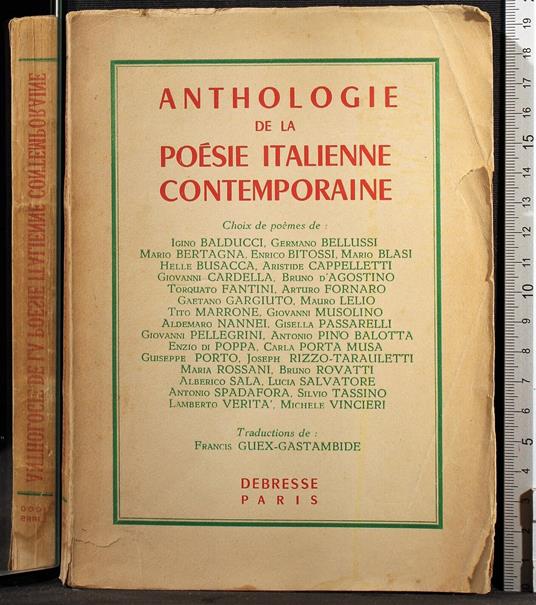 ANTHOLOGIE
DE LA
POÉSIE ITALIENNE
CONTEMPORAINE
Choix de poèmes de :
IGINO BALDUCCI, GERMANO BELLUSSI
MARIO BERTAGNA, ENRICO BITOSSI, MARIO BLASI
HELLE BUSACCA, ARISTIDE CAPPELLETTI
GIOVANNI CARDELLA, BRUNO D'AGOSTINO
TORQUATO FANTINI, ARTURO FORNARO
GAETANO GARGIUTO, MAURO LELIO
TITO MARRONE, GIOVANNI MUSOLINO
ALDEMARO NANNEI, GISELLA PASSARELLI
GIOVANNI PELLEGRINI, ANTONIO PINO BALOTTA
ENZIO DI POPPA, CARLA PORTA MUSA
GUISEPPE PORTO, JOSEPH RIZZO-TARAULETTI
MARIA ROSSANI, BRUNO ROVATTI
ALBERICO SALA, LUCIA SALVATORE
ANTONIO SPADAFORA, SILVIO TASSINO
LAMBERTO VERITA', MICHELE VINCIERI
Traductions de :
FRANCIS GUEX-GASTAMBIDE
DEBRESSE
PARIS
ANTHOLOGIE DE LA POÉSIE ITALIENNE CONTEMPORAINE